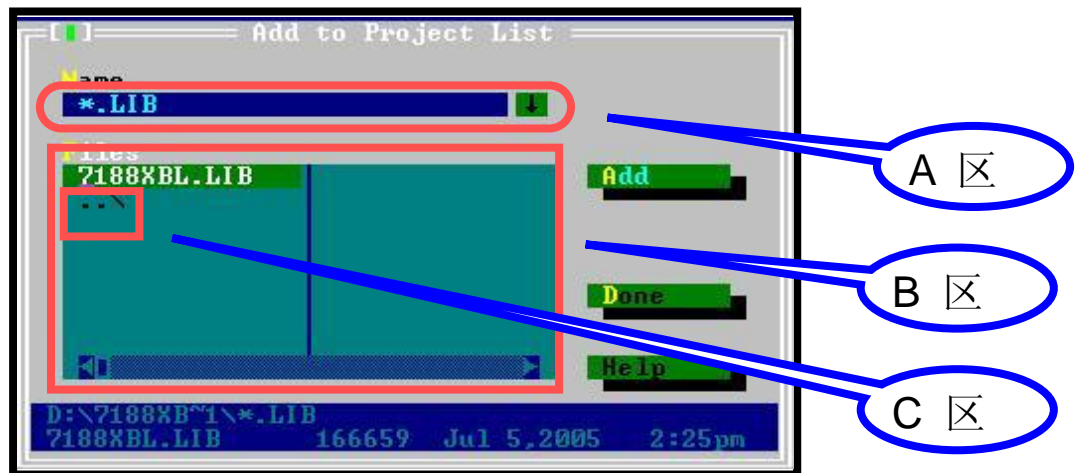 [ ] Add to Project List
Name
*.LIB
Files
7188XBL.LIB
..\
Add
Done
Help
D:\7188XB~1\*.LIB
7188XBL.LIB 166659 Jul 5,2005 2:25pm
A 区
B 区
C 区